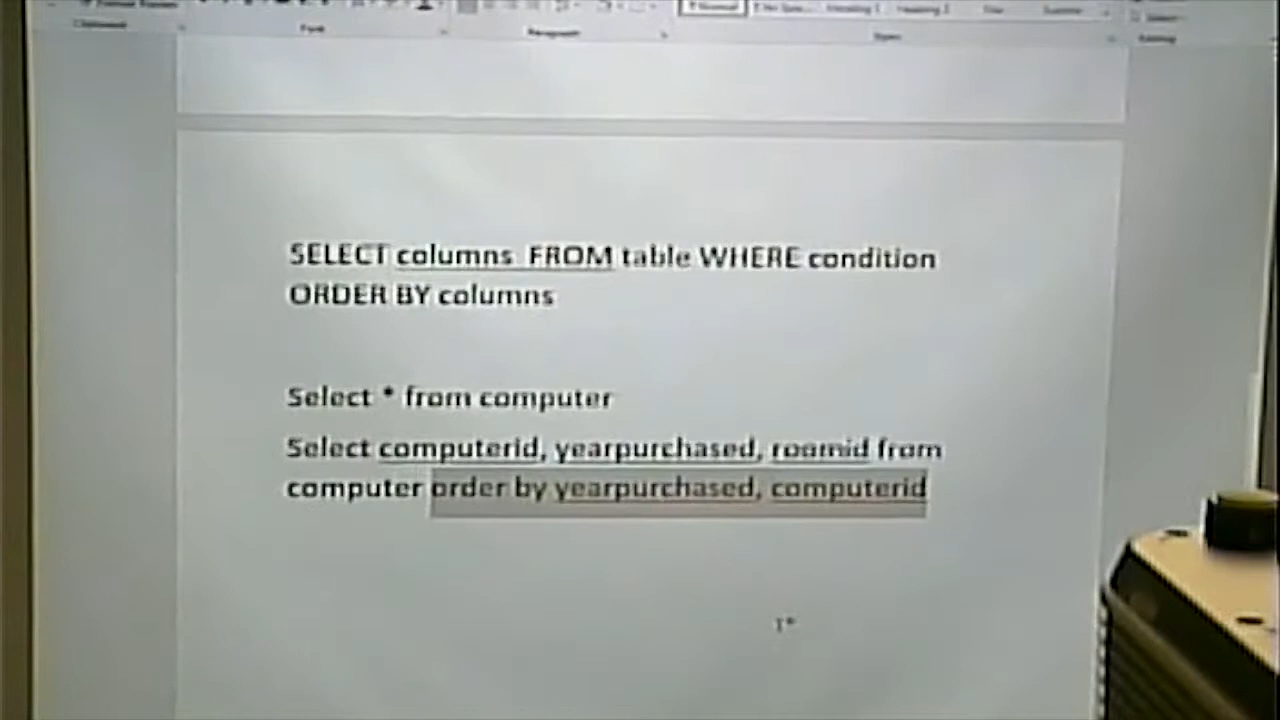 Paragraph
SELECT columns FROM table WHERE condition
ORDER BY columns
Select * from computer
Select computerid, yearpurchased, roomid from
computer order by yearpurchased, computerid